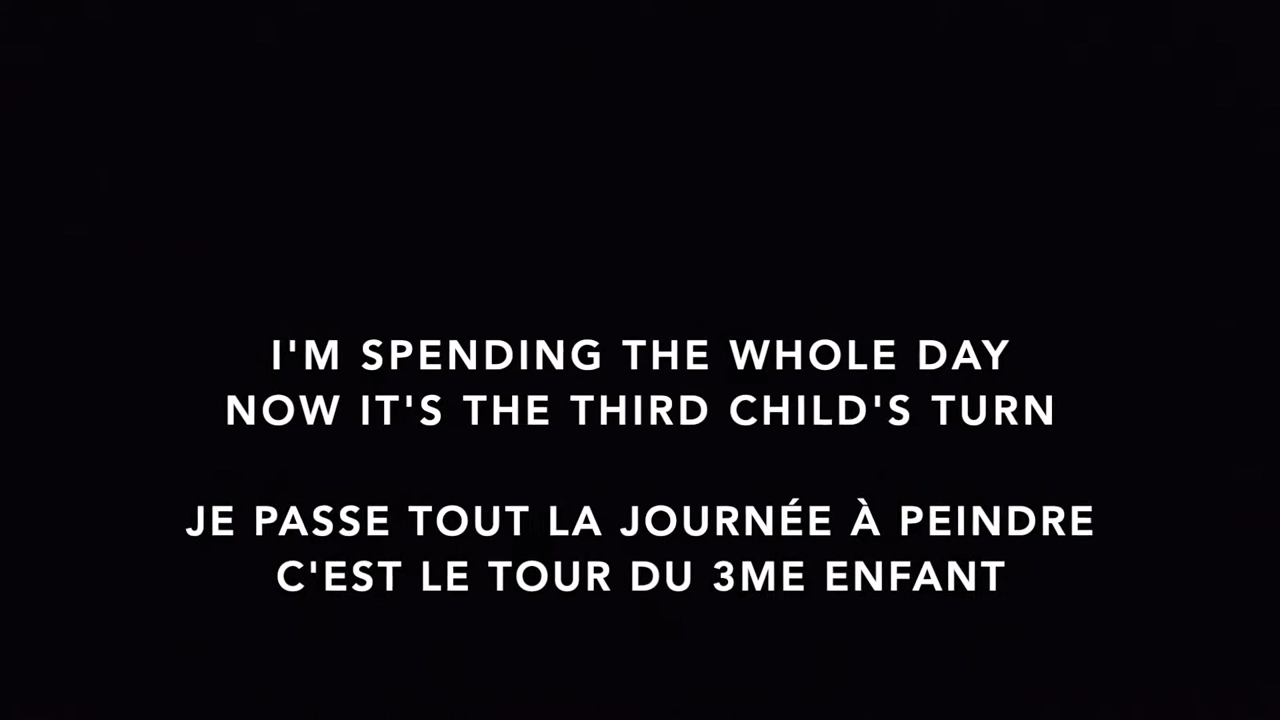 I'M SPENDING THE WHOLE DAY
NOW IT'S THE THIRD CHILD'S TURN
JE PASSE TOUT LA JOURNÉE À PEINDRE
C'EST LE TOUR DU 3ME ENFANT